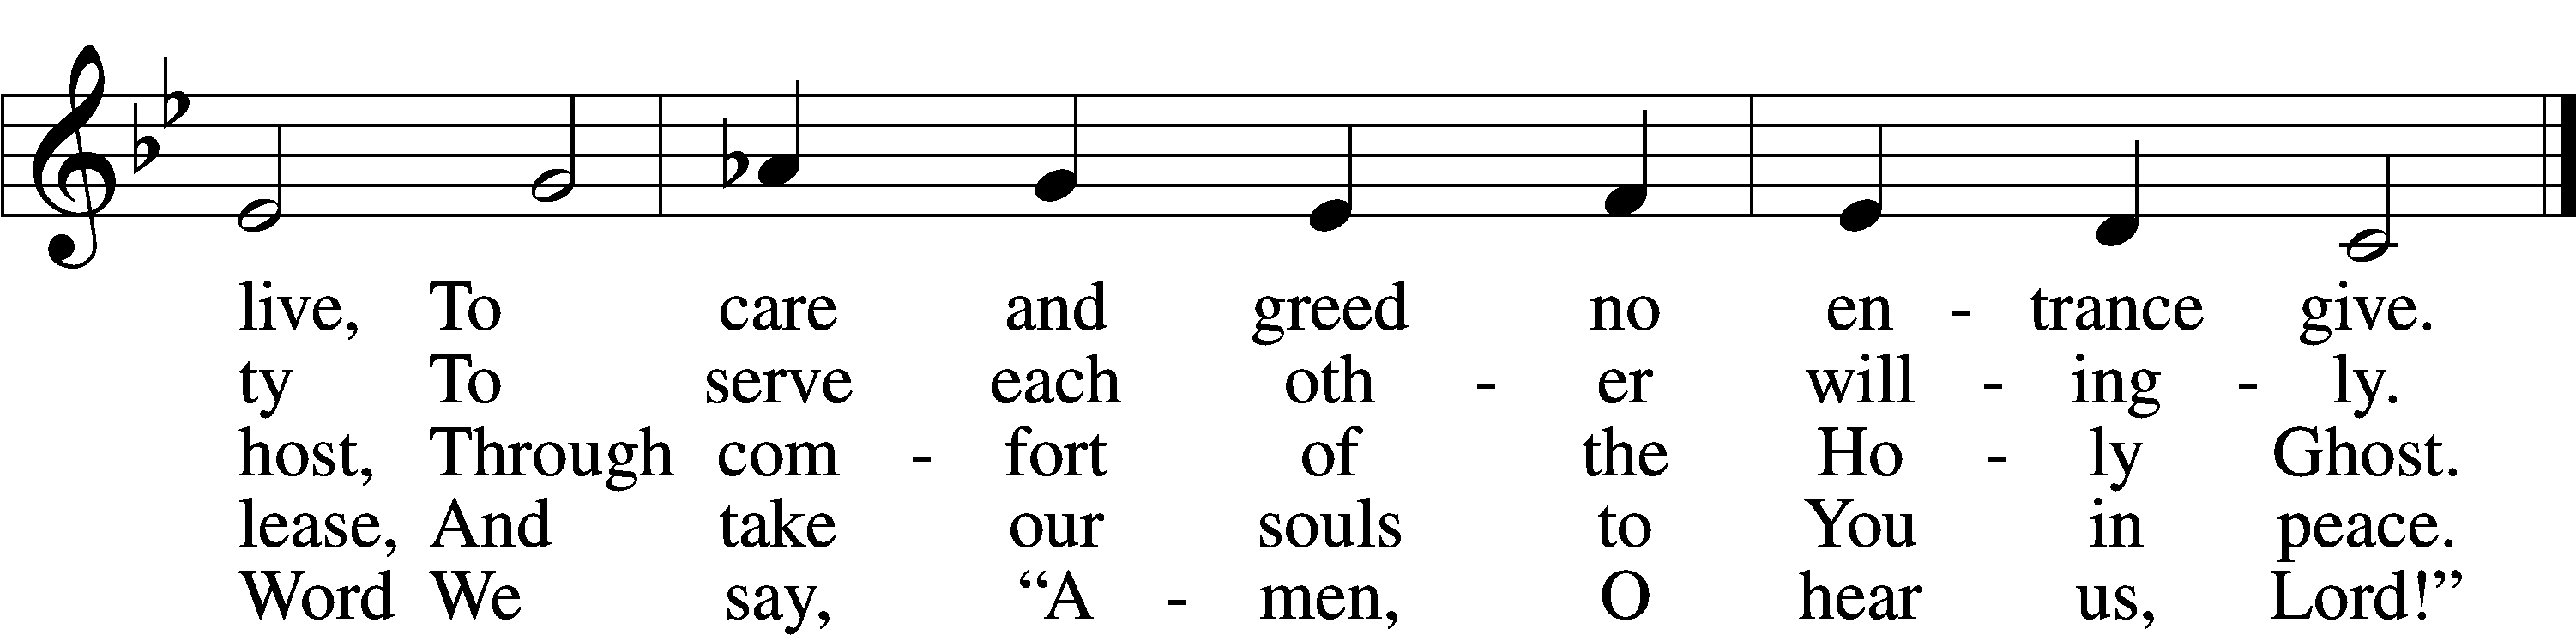 live, To care and greed no en - trance give.
ty To serve each oth - er will - ing - ly.
host, Through com - fort of the Ho - ly Ghost.
lease, And take our souls to You in peace.
Word We say, “A - men, O hear us, Lord!”